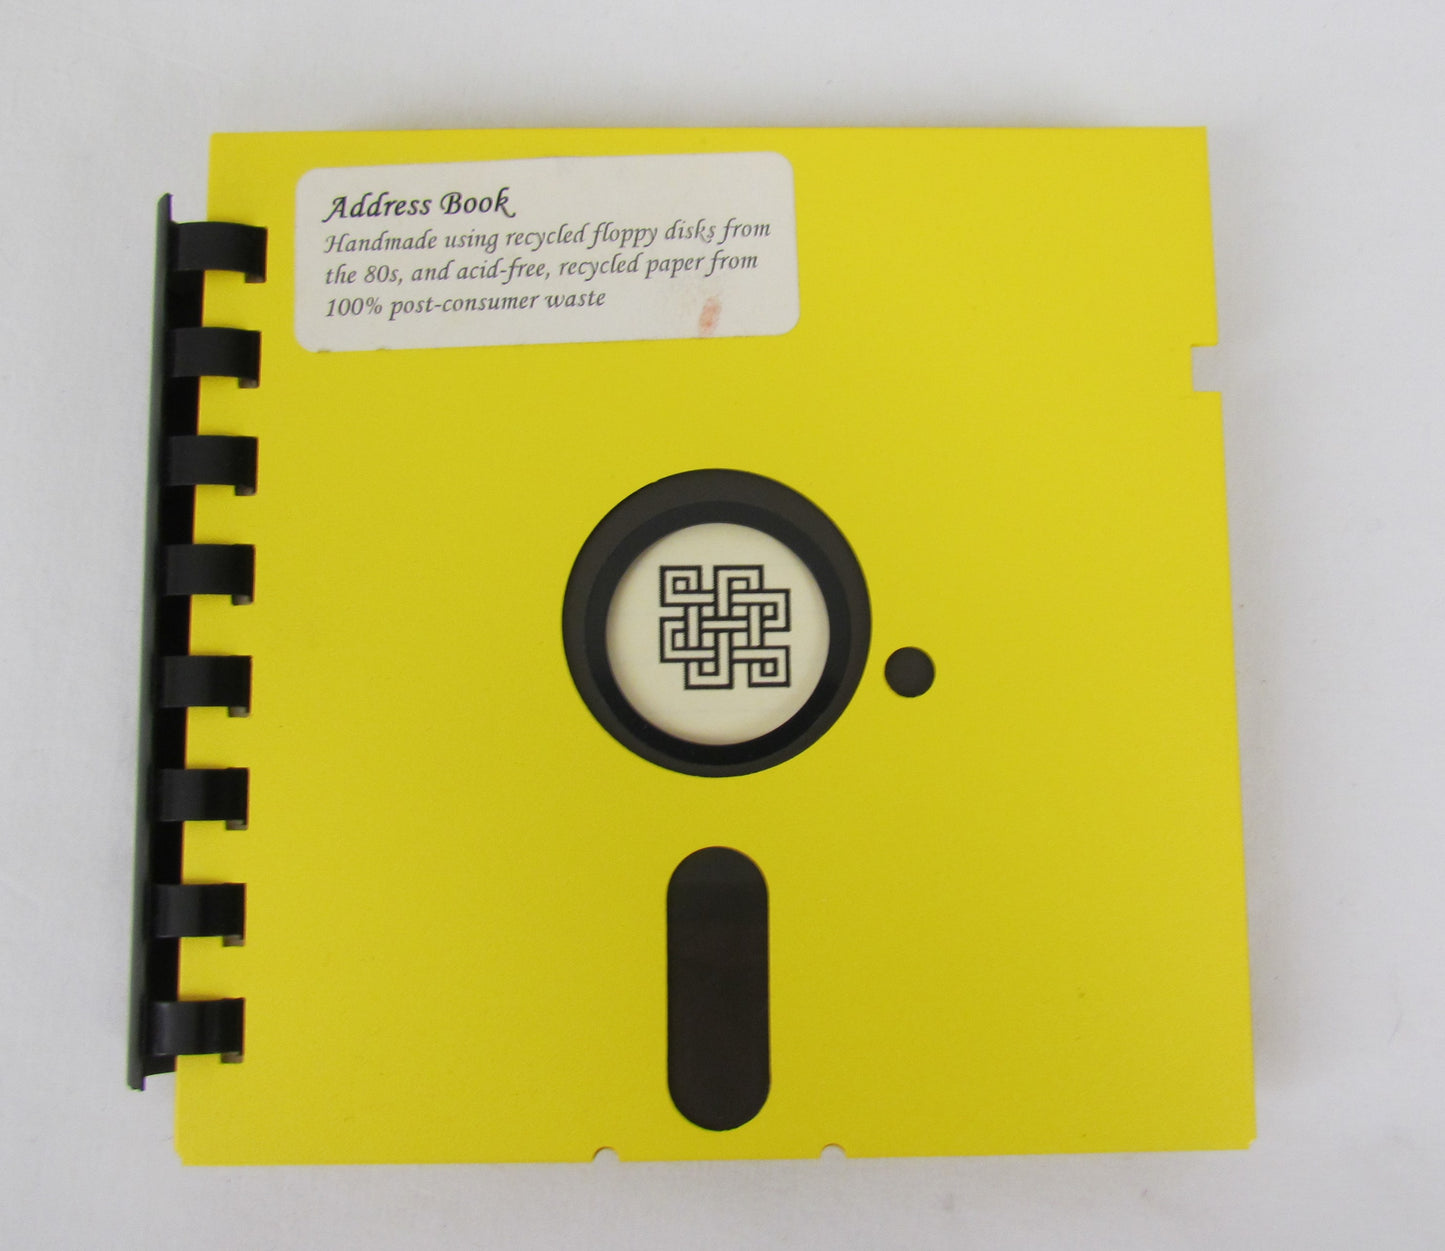 Address Book
Handmade using recycled floppy disks from
the 80s, and acid-free, recycled paper from
100% post-consumer waste